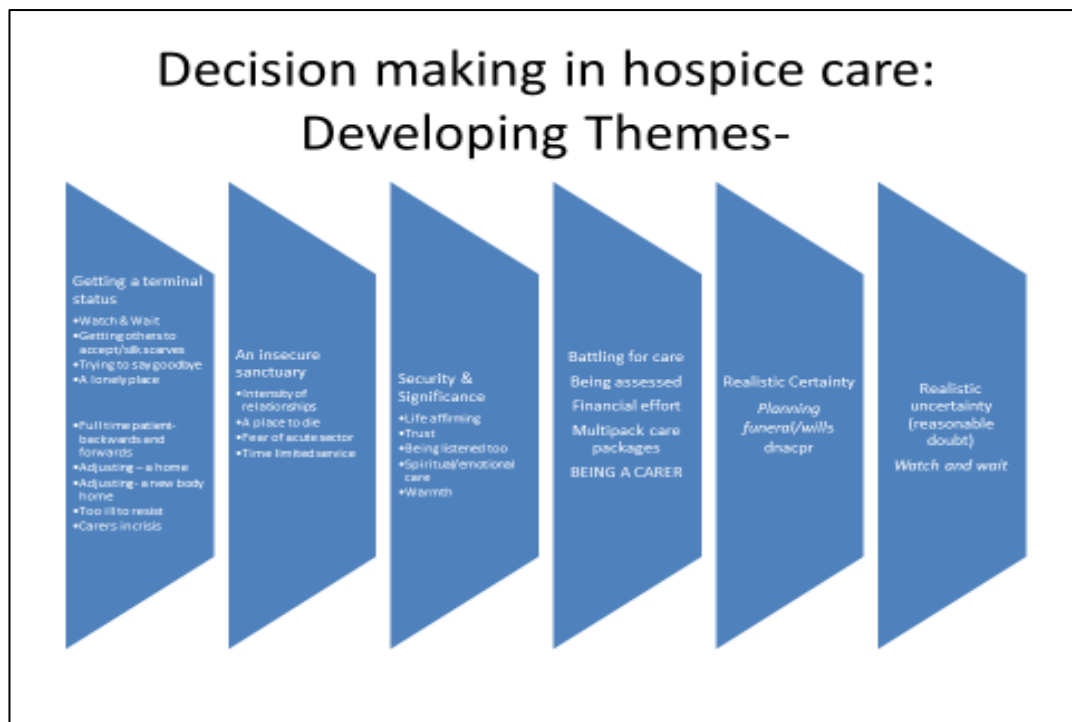 Decision making in hospice care:
Developing Themes-
Getting a terminal
status
•Watch & Wait
•Getting others to
accept/silk scarves
•Trying to say goodbye
•A lonely place
•Full time patient-
backwards and
forwards
•Adjusting – a home
•Adjusting- a new body
home
•Too ill to resist
•Carers in crisis
An insecure
sanctuary
•Intensity of
relationships
•A place to die
•Fear of acute sector
•Time limited service
Security &
Significance
•Life affirming
•Trust
•Being listened too
•Spiritual/emotional
care
•Warmth
Battling for care
Being assessed
Financial effort
Multipack care
packages
BEING A CARER
Realistic Certainty
Planning
funeral/wills
dnacpr
Realistic
uncertainty
(reasonable
doubt)
Watch and wait